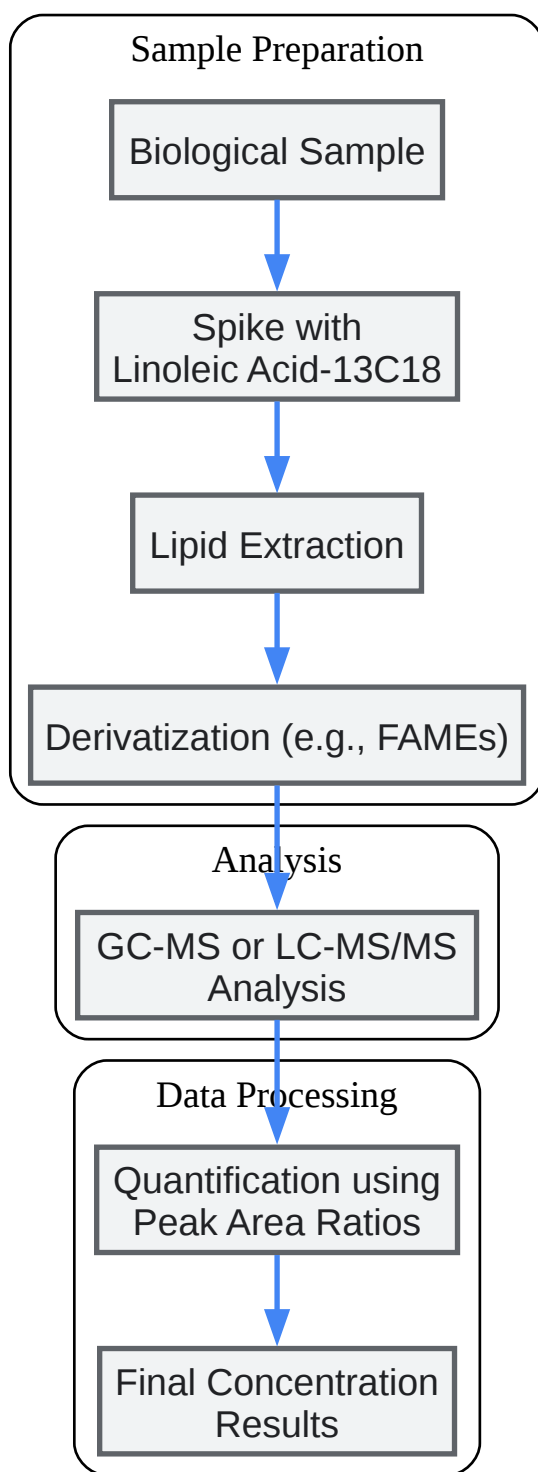 Sample Preparation
Biological Sample
Spike with
Linoleic Acid-13C18
Lipid Extraction
Derivatization (e.g., FAMEs)
Analysis
GC-MS or LC-MS/MS
Analysis
Data Processing
Quantification using
Peak Area Ratios
Final Concentration
Results